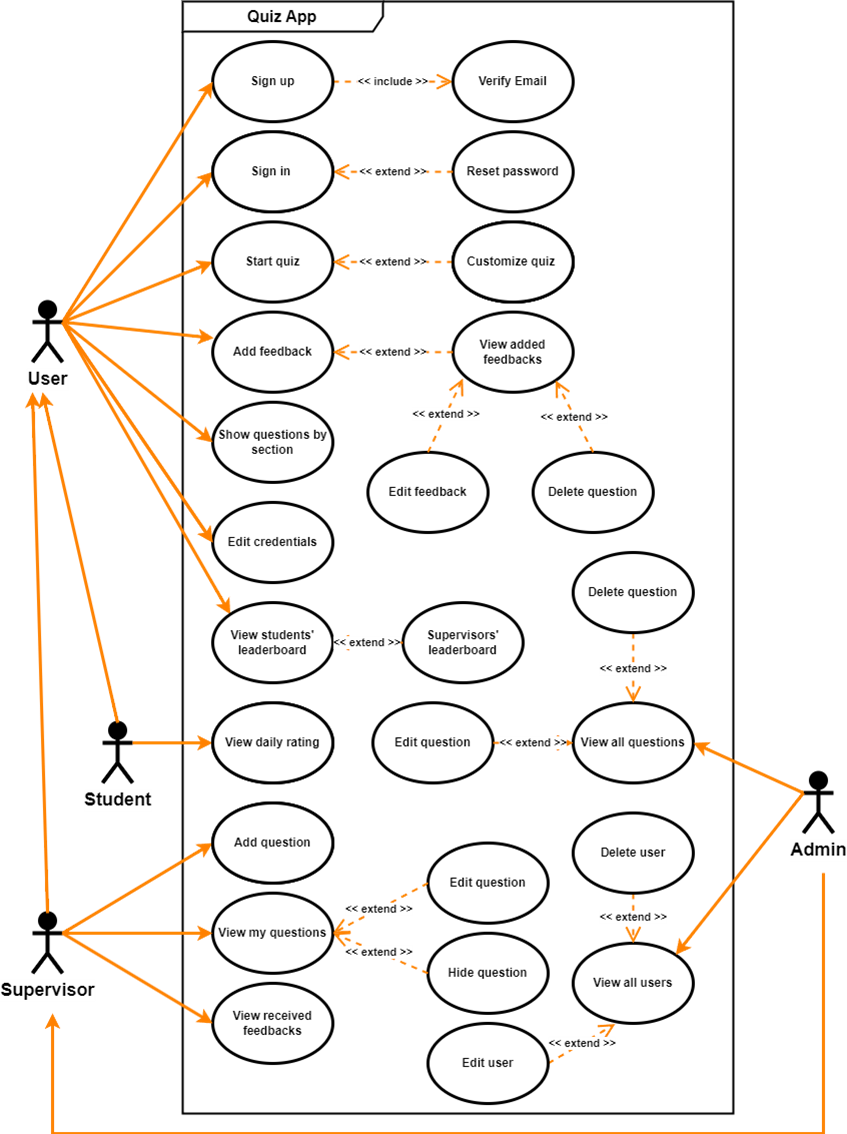 Quiz App
Sign up
<< include >>
Verify Email
Sign in
<< extend >>
Reset password
Start quiz
<< extend >>
Customize quiz
User
Add feedback
<< extend >>
View added
feedbacks
<< extend >>
<< extend >>
Show questions by
section
Edit feedback
Delete question
Edit credentials
Delete question
View students'
leaderboard
<< extend >>
Supervisors'
leaderboard
<< extend >>
Student
View daily rating
Edit question
<< extend >>
View all questions
Admin
Add question
Delete user
Edit question
<< extend >>
<< extend >>
Supervisor
View my questions
<< extend >>
Hide question
View all users
View received
feedbacks
<< extend >>
Edit user